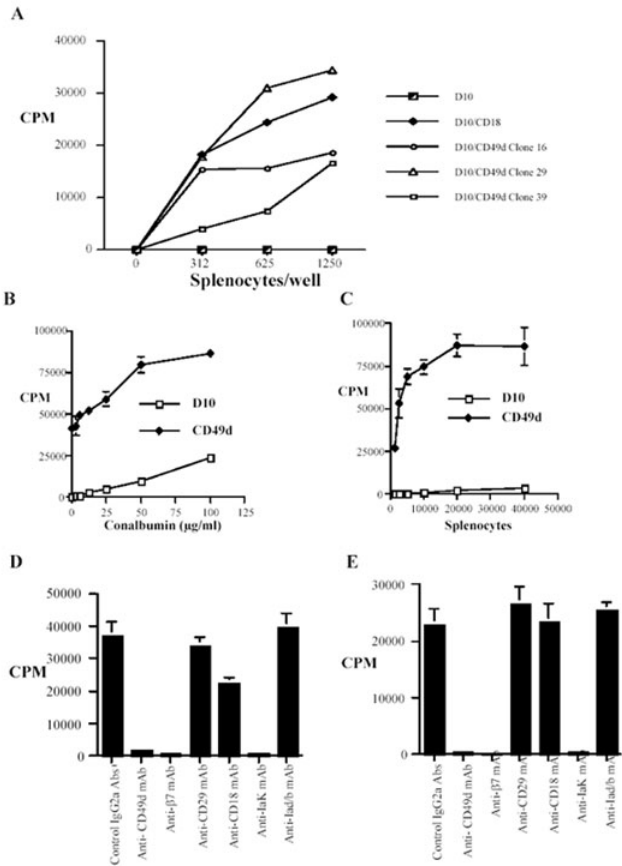 A
40000
30000
CPM
20000
10000
0
0 312 625 1250
Splenocytes/well
D10
D10/CD18
D10/CD49d Clone 16
D10/CD49d Clone 29
D10/CD49d Clone 39
B
100000
75000
CPM
50000
25000
0
0 25 50 75 100 125
Conalbumin (μg/ml)
D10
CD49d
C
100000
75000
CPM
50000
25000
0
0 10000 20000 30000 40000 50000
Splenocytes
D10
CD49d
D
50000
40000
30000
CPM
20000
10000
0
Control IgG2a Abs
Anti-CD49d mAb
Anti-β7 mAb
Anti-CD29 mAb
Anti-CD18 mAb
Anti-IaK mAb
Anti-Iad/b mAb
E
30000
20000
CPM
10000
0
Control IgG2a Abs
Anti-CD49d mAb
Anti-β7 mAb
Anti-CD29 mA
Anti-CD18 mA
Anti-IaK mA
Anti-Iad/b mA